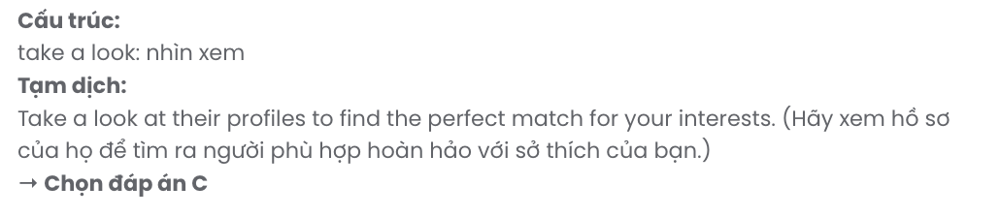 Cấu trúc:
take a look: nhìn xem
Tạm dịch:
Take a look at their profiles to find the perfect match for your interests. (Hãy xem hồ sơ
của họ để tìm ra người phù hợp hoàn hảo với sở thích của bạn.)
→ Chọn đáp án C